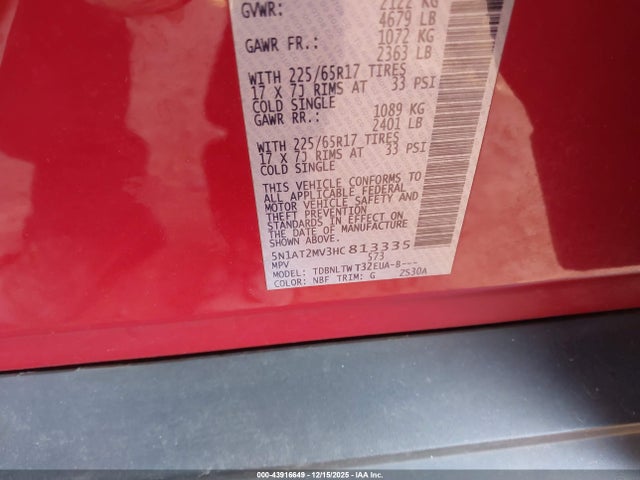 GVWR: 2122 KG
4679 LB
GAWR FR.: 1072 KG
2363 LB
WITH 225/65R17 TIRES
17 X 7J RIMS AT 33 PSI
COLD SINGLE
GAWR RR.: 1089 KG
2401 LB
WITH 225/65R17 TIRES
17 X 7J RIMS AT 33 PSI
COLD SINGLE
THIS VEHICLE CONFORMS TO
ALL APPLICABLE FEDERAL
MOTOR VEHICLE SAFETY AND
THEFT PREVENTION
STANDARDS IN EFFECT ON
THE DATE OF MANUFACTURE
SHOWN ABOVE.
5N1AT2MV3HC813335
MPV 573
MODEL: TDBNLTWT32EUA-B---
COLOR: NBF TRIM: G ZS30A
000-43916649 - 12/15/2025 - IAA Inc.